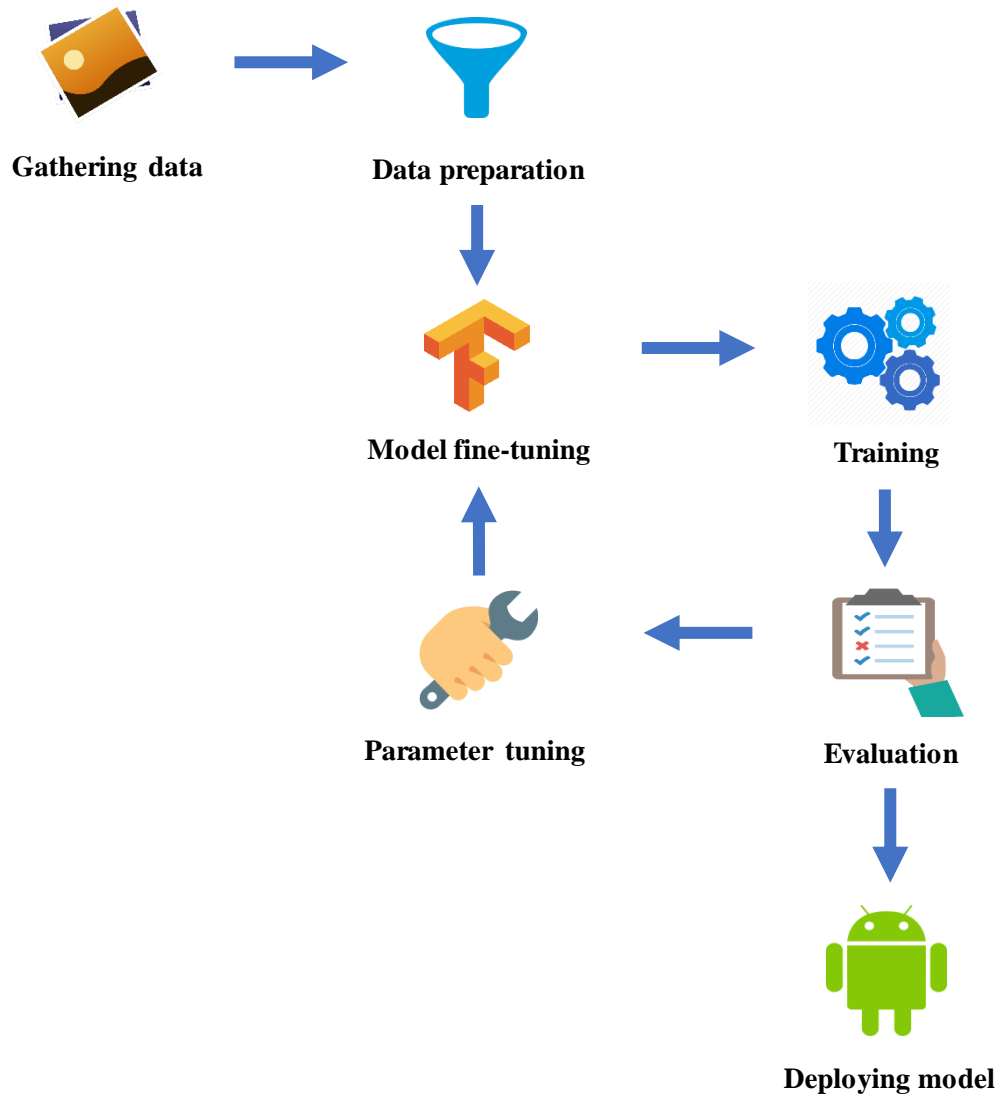 Gathering data
Data preparation
Model fine-tuning
Training
Parameter tuning
Evaluation
Deploying model